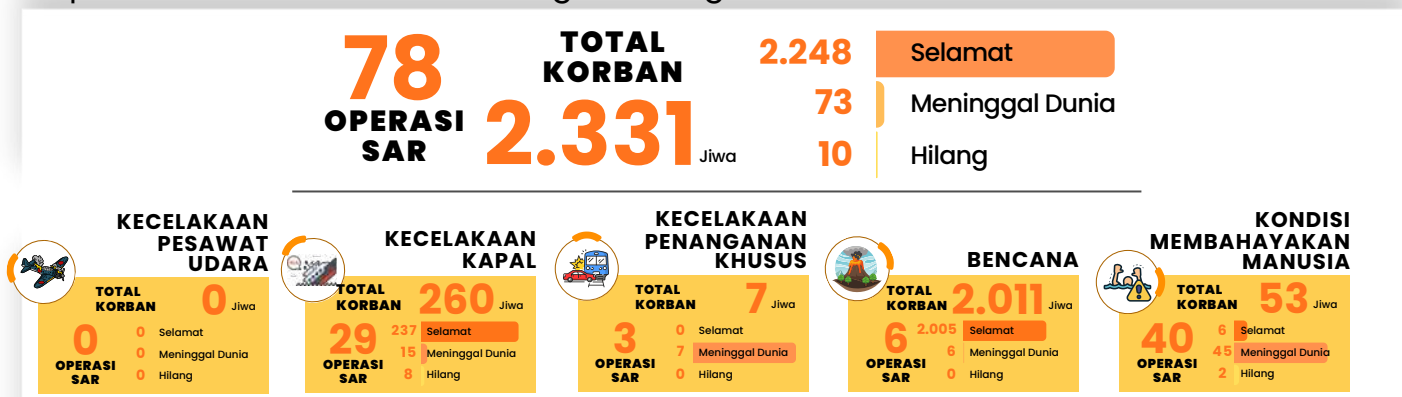 78
OPERASI
SAR
TOTAL
KORBAN
2.331 Jiwa
2.248 Selamat
73 Meninggal Dunia
10 Hilang
KECELAKAAN
PESAWAT
UDARA
TOTAL
KORBAN 0 Jiwa
0
OPERASI
SAR
0 Selamat
0 Meninggal Dunia
0 Hilang
KECELAKAAN
KAPAL
TOTAL
KORBAN 260 Jiwa
29
OPERASI
SAR
237 Selamat
15 Meninggal Dunia
8 Hilang
KECELAKAAN
PENANGANAN
KHUSUS
TOTAL
KORBAN 7 Jiwa
3
OPERASI
SAR
0 Selamat
7 Meninggal Dunia
0 Hilang
BENCANA
TOTAL
KORBAN 2.011 Jiwa
6
OPERASI
SAR
2.005 Selamat
6 Meninggal Dunia
0 Hilang
KONDISI
MEMBAHAYAKAN
MANUSIA
TOTAL
KORBAN 53 Jiwa
40
OPERASI
SAR
6 Selamat
45 Meninggal Dunia
2 Hilang